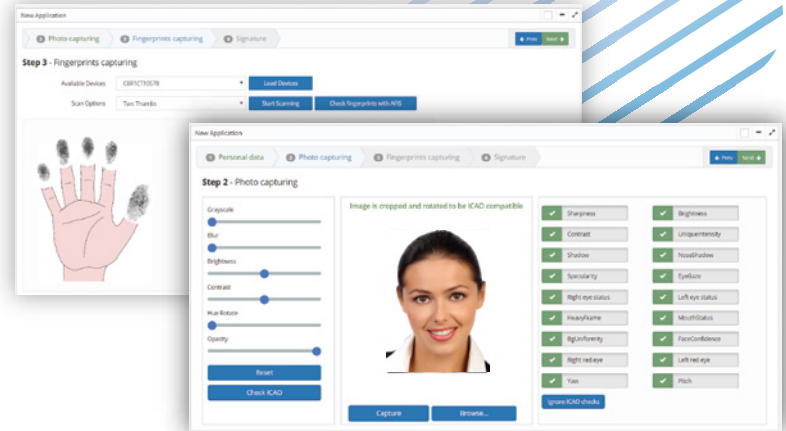 New Application
Photo capturing
Fingerprints capturing
Signature
Prev
Next
Step 3 - Fingerprints capturing
Available Devices
Load Devices
Scan Options
Two Thumbs
Start Scanning
Check fingerprints with AFIS
New Application
Personal data
Photo capturing
Fingerprints capturing
Signature
Prev
Next
Step 2 - Photo capturing
Grayscale
Blur
Brightness
Contrast
Hue Rotate
Opacity
Reset
Check ICAO
Image is cropped and rotated to be ICAO compatible
Capture
Browse...
Sharpness
Brightness
Contrast
UniqueIntensity
Shadow
NoseShadow
Specularity
EyeGaze
Right eye status
Left eye status
HeavyFrame
MouthStatus
BgUniformity
FaceConfidence
Right red eye
Left red eye
Yaw
Pitch
Ignore ICAO checks